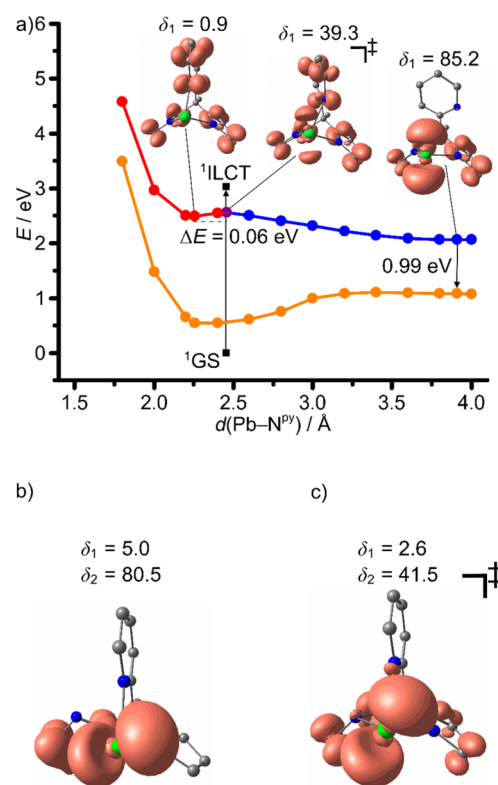 a)
δ₁ = 0.9
δ₁ = 39.3
‡
δ₁ = 85.2
¹ILCT
ΔE = 0.06 eV
0.99 eV
¹GS
E / eV
6
5
4
3
2
1
0
1.5 2.0 2.5 3.0 3.5 4.0
d(Pb–Nᵖʸ) / Å
b)
c)
δ₁ = 5.0
δ₂ = 80.5
δ₁ = 2.6
δ₂ = 41.5
‡